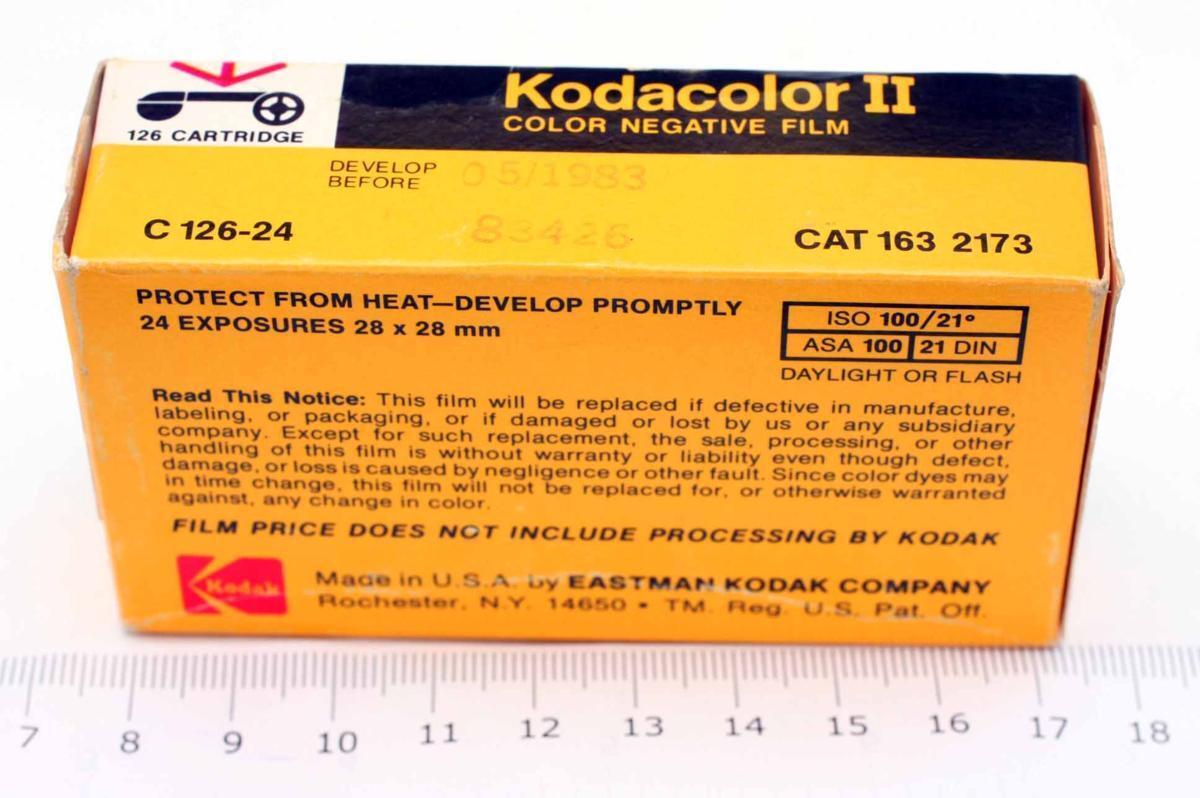 Kodacolor II
COLOR NEGATIVE FILM
126 CARTRIDGE
DEVELOP
BEFORE
05/1983
C 126-24
83426
CAT 163 2173
PROTECT FROM HEAT—DEVELOP PROMPTLY
24 EXPOSURES 28 x 28 mm
ISO 100/21°
ASA 100 21 DIN
DAYLIGHT OR FLASH
Read This Notice: This film will be replaced if defective in manufacture,
labeling, or packaging, or if damaged or lost by us or any subsidiary
company. Except for such replacement, the sale, processing, or other
handling of this film is without warranty or liability even though defect,
damage, or loss is caused by negligence or other fault. Since color dyes may
in time change, this film will not be replaced for, or otherwise warranted
against, any change in color.
FILM PRICE DOES NOT INCLUDE PROCESSING BY KODAK
Kodak
Made in U.S.A. by EASTMAN KODAK COMPANY
Rochester, N.Y. 14650 • TM. Reg. U.S. Pat. Off.
7 8 9 10 11 12 13 14 15 16 17 18